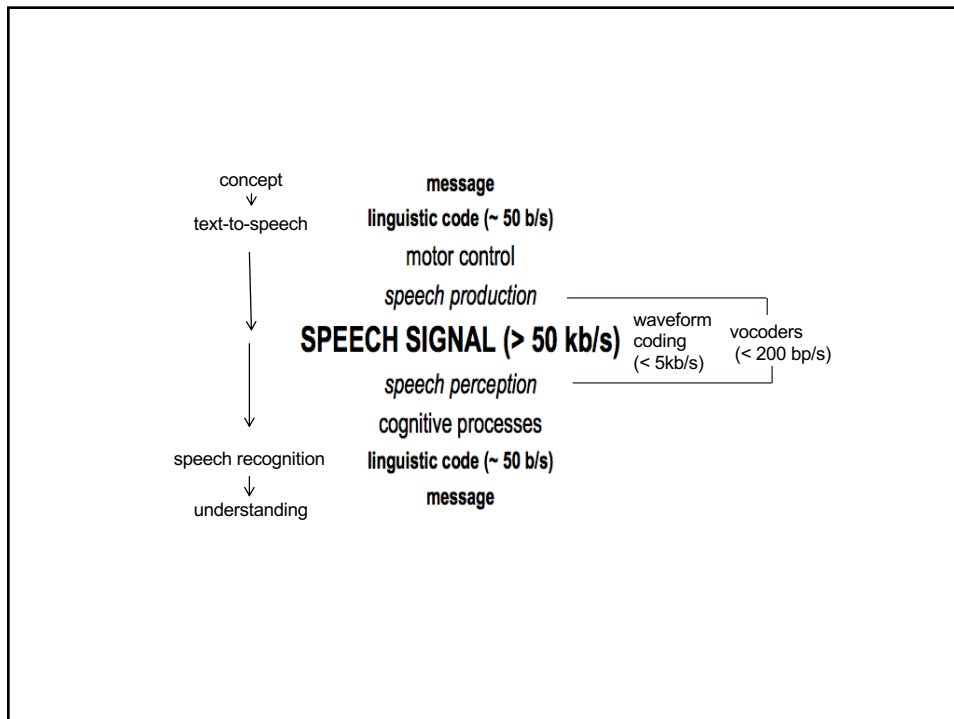 concept
text-to-speech
speech recognition
understanding
message
linguistic code (~ 50 b/s)
motor control
speech production
SPEECH SIGNAL (> 50 kb/s)
speech perception
cognitive processes
linguistic code (~ 50 b/s)
message
waveform
coding
(< 5kb/s)
vocoders
(< 200 bp/s)